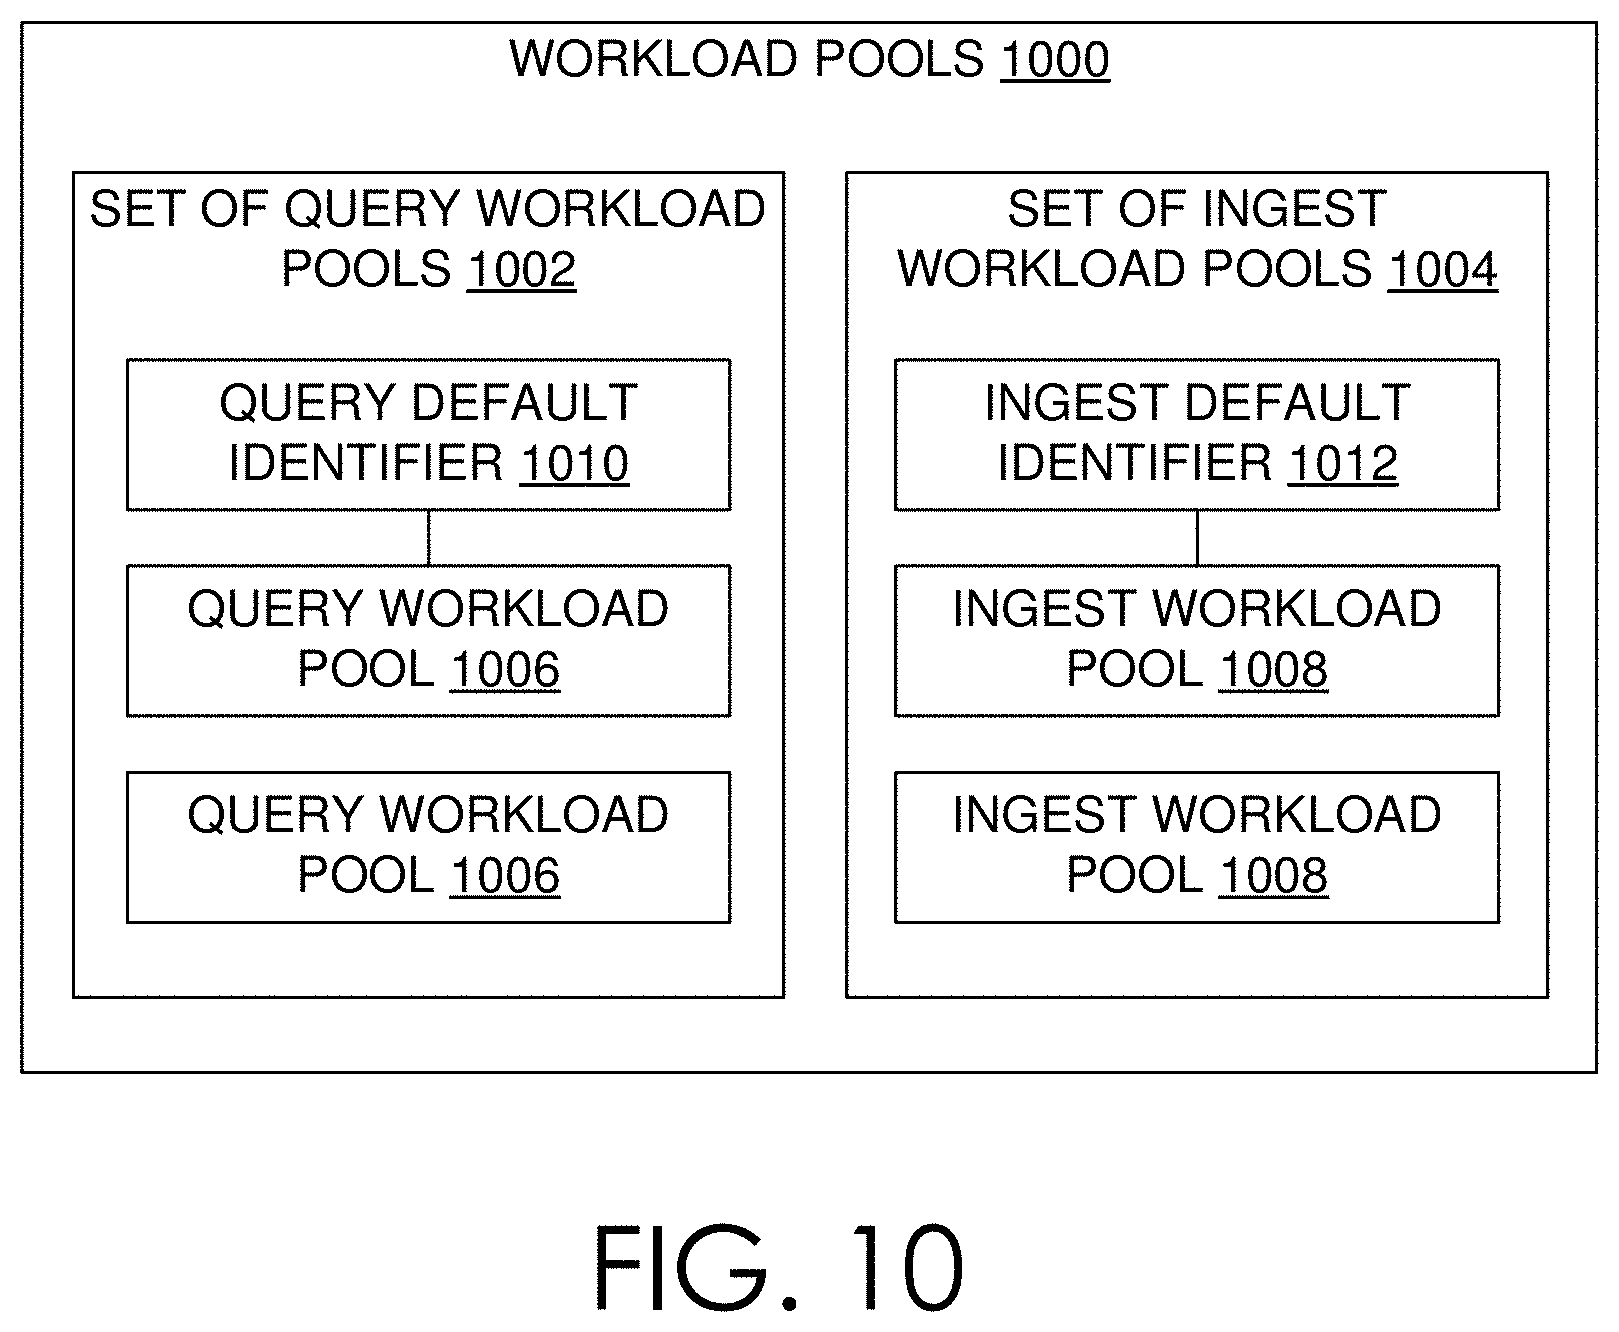 WORKLOAD POOLS 1000
SET OF QUERY WORKLOAD
POOLS 1002
QUERY DEFAULT
IDENTIFIER 1010
QUERY WORKLOAD
POOL 1006
QUERY WORKLOAD
POOL 1006
SET OF INGEST
WORKLOAD POOLS 1004
INGEST DEFAULT
IDENTIFIER 1012
INGEST WORKLOAD
POOL 1008
INGEST WORKLOAD
POOL 1008
FIG. 10